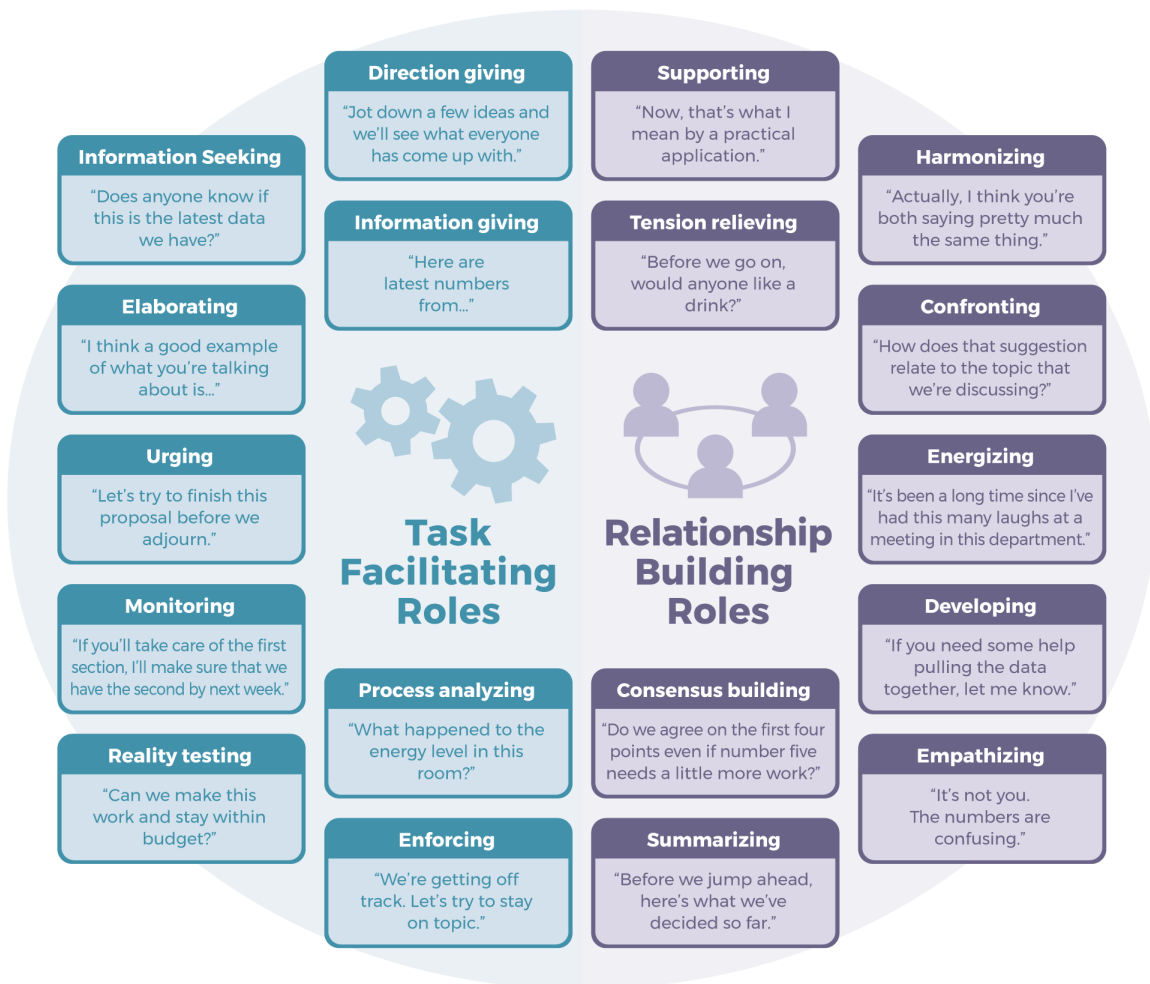 Direction giving
“Jot down a few ideas and
we’ll see what everyone
has come up with.”
Supporting
“Now, that’s what I
mean by a practical
application.”
Information Seeking
“Does anyone know if
this is the latest data
we have?”
Harmonizing
“Actually, I think you’re
both saying pretty much
the same thing.”
Information giving
“Here are
latest numbers
from...”
Tension relieving
“Before we go on,
would anyone like a
drink?”
Elaborating
“I think a good example
of what you’re talking
about is...”
Confronting
“How does that suggestion
relate to the topic that
we’re discussing?”
Urging
“Let’s try to finish this
proposal before we
adjourn.”
Energizing
“It’s been a long time since I’ve
had this many laughs at a
meeting in this department.”
Task
Facilitating
Roles
Relationship
Building
Roles
Monitoring
“If you’ll take care of the first
section, I’ll make sure that we
have the second by next week.”
Developing
“If you need some help
pulling the data
together, let me know.”
Process analyzing
“What happened to the
energy level in this
room?”
Consensus building
“Do we agree on the first four
points even if number five
needs a little more work?”
Reality testing
“Can we make this
work and stay within
budget?”
Empathizing
“It’s not you.
The numbers are
confusing.”
Enforcing
“We’re getting off
track. Let’s try to stay
on topic.”
Summarizing
“Before we jump ahead,
here’s what we’ve
decided so far.”